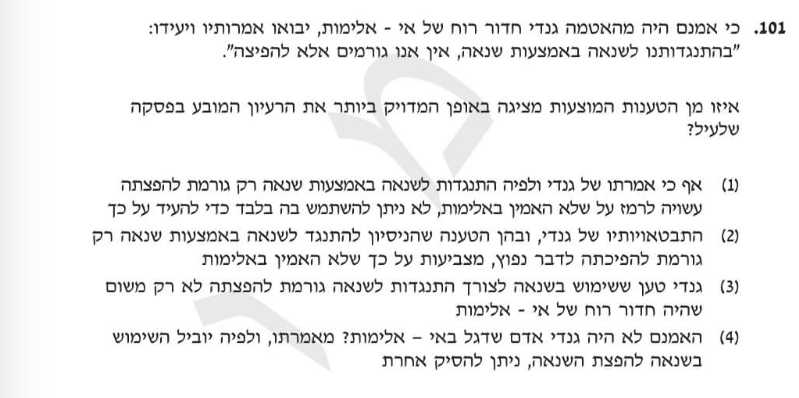 101. כי אמנם היה מהאטמה גנדי חדור רוח של אי - אלימות, יבואו אמרותיו ויעידו:
"בהתנגדותנו לשנאה באמצעות שנאה, אין אנו גורמים אלא להפיצה".
איזו מן הטענות המוצעות מציגה באופן המדויק ביותר את הרעיון המובע בפסקה
שלעיל?
(1) אף כי אמרתו של גנדי ולפיה התנגדות לשנאה באמצעות שנאה רק גורמת להפצתה
עשויה לרמז על שלא האמין באלימות, לא ניתן להשתמש בה בלבד כדי להעיד על כך
(2) התבטאויותיו של גנדי, ובהן הטענה שהניסיון להתנגד לשנאה באמצעות שנאה רק
גורמת להפיכתה לדבר נפוץ, מצביעות על כך שלא האמין באלימות
(3) גנדי טען ששימוש בשנאה לצורך התנגדות לשנאה גורמת להפצתה לא רק משום
שהיה חדור רוח של אי - אלימות
(4) האמנם לא היה גנדי אדם שדגל באי – אלימות? מאמרתו, ולפיה יוביל השימוש
בשנאה להפצת השנאה, ניתן להסיק אחרת